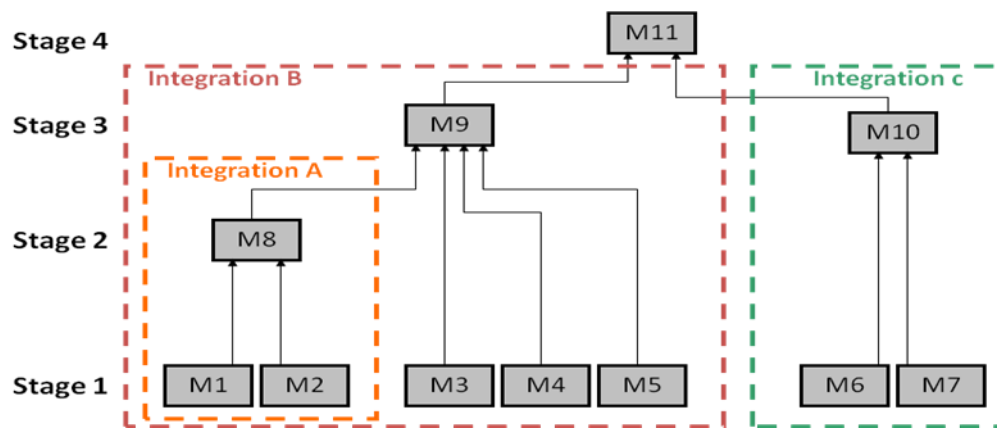 Stage 4
M11
Integration B
Integration c
Stage 3
M9
M10
Integration A
Stage 2
M8
Stage 1
M1
M2
M3
M4
M5
M6
M7